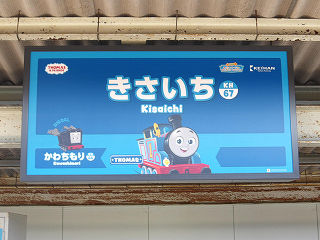 THOMAS
& FRIENDS
KEIHAN
きさいち
KH
67
Kisaichi
かわちもり
Kawachimori
THOMAS